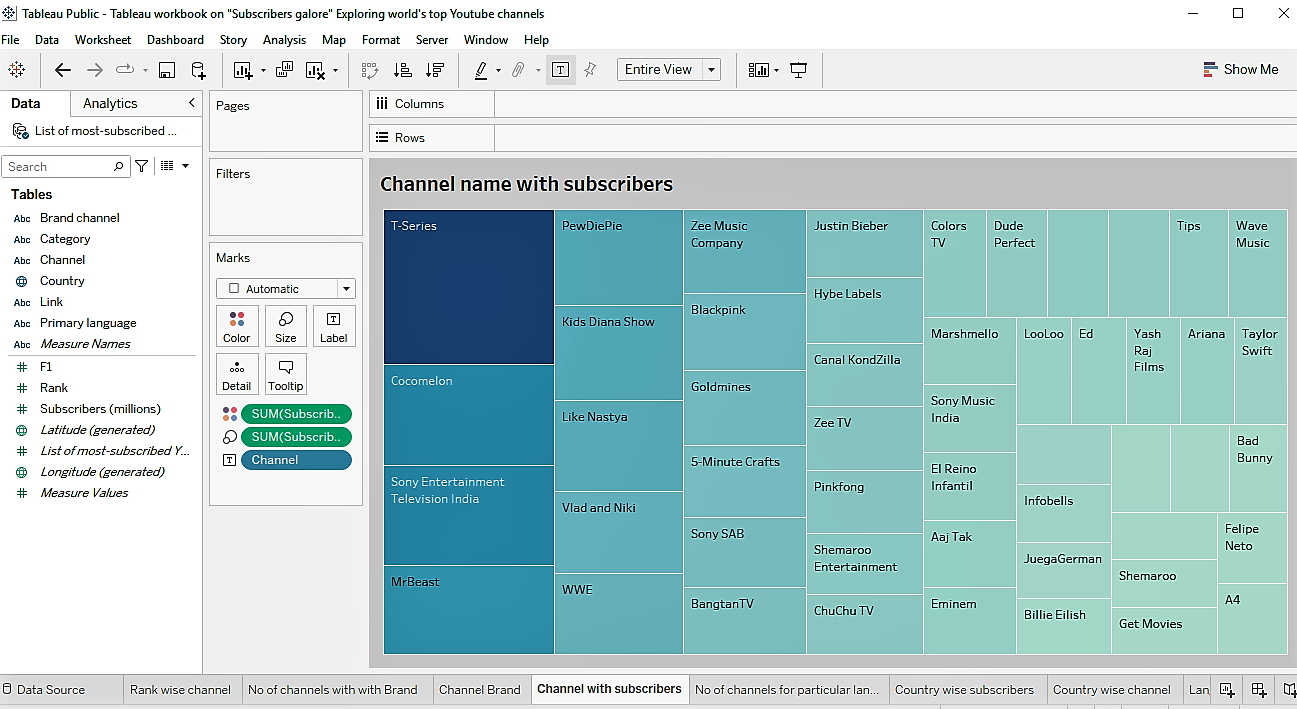 Tableau Public - Tableau workbook on "Subscribers galore" Exploring world's top Youtube channels
File Data Worksheet Dashboard Story Analysis Map Format Server Window Help
Entire View
Show Me
Data Analytics
List of most-subscribed ...
Search
Tables
Abc Brand channel
Abc Category
Abc Channel
Country
Abc Link
Abc Primary language
Abc Measure Names
# F1
# Rank
# Subscribers (millions)
Latitude (generated)
# List of most-subscribed Y...
Longitude (generated)
# Measure Values
Pages
Filters
Marks
Automatic
Color Size Label
T
Detail Tooltip
SUM(Subscrib..
SUM(Subscrib..
T Channel
Columns
Rows
Channel name with subscribers
T-Series
Cocomelon
Sony Entertainment
Television India
MrBeast
PewDiePie
Kids Diana Show
Like Nastya
Vlad and Niki
WWE
Zee Music
Company
Blackpink
Goldmines
5-Minute Crafts
Sony SAB
BangtanTV
Justin Bieber
Hybe Labels
Canal KondZilla
Zee TV
Pinkfong
Shemaroo
Entertainment
ChuChu TV
Colors
TV
Dude
Perfect
Tips
Wave
Music
Marshmello
Sony Music
India
El Reino
Infantil
Aaj Tak
Eminem
LooLoo
Ed
Yash
Raj
Films
Ariana
Taylor
Swift
Infobells
JuegaGerman
Billie Eilish
Bad
Bunny
Shemaroo
Get Movies
Felipe
Neto
A4
Data Source
Rank wise channel
No of channels with with Brand
Channel Brand
Channel with subscribers
No of channels for particular lan...
Country wise subscribers
Country wise channel
Lan